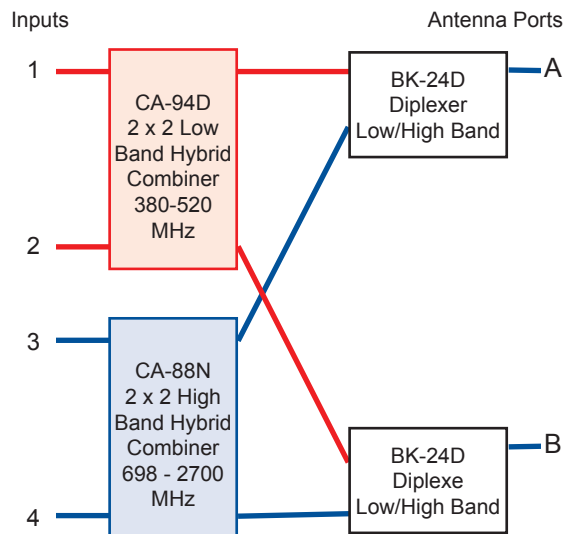 Inputs
Antenna Ports
1
CA-94D
2 x 2 Low
Band Hybrid
Combiner
380-520
MHz
BK-24D
Diplexer
Low/High Band
A
2
3
CA-88N
2 x 2 High
Band Hybrid
Combiner
698 - 2700
MHz
BK-24D
Diplexe
Low/High Band
B
4